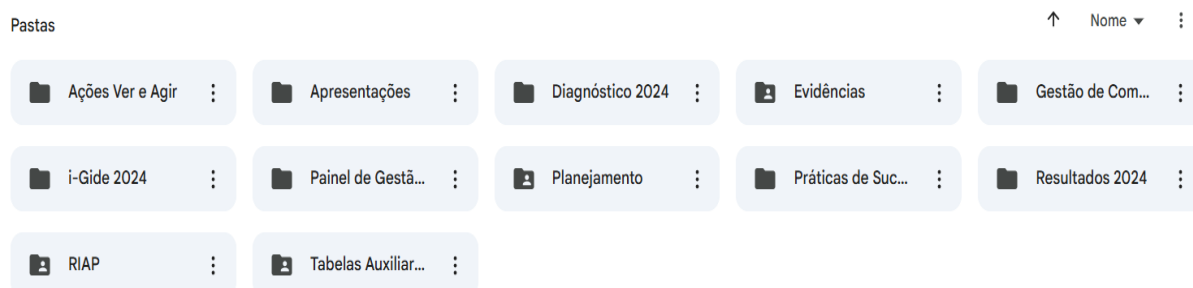 Pastas
Nome
Ações Ver e Agir
Apresentações
Diagnóstico 2024
Evidências
Gestão de Com...
i-Gide 2024
Painel de Gestã...
Planejamento
Práticas de Suc...
Resultados 2024
RIAP
Tabelas Auxiliar...